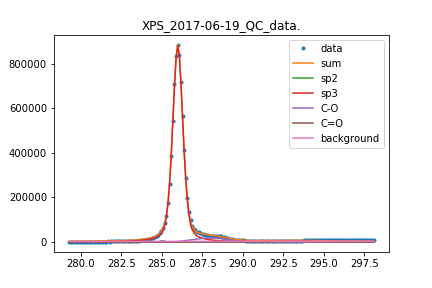 XPS_2017-06-19_QC_data.
800000
600000
400000
200000
0
data
sum
sp2
sp3
C-O
C=O
background
280.0 282.5 285.0 287.5 290.0 292.5 295.0 297.5